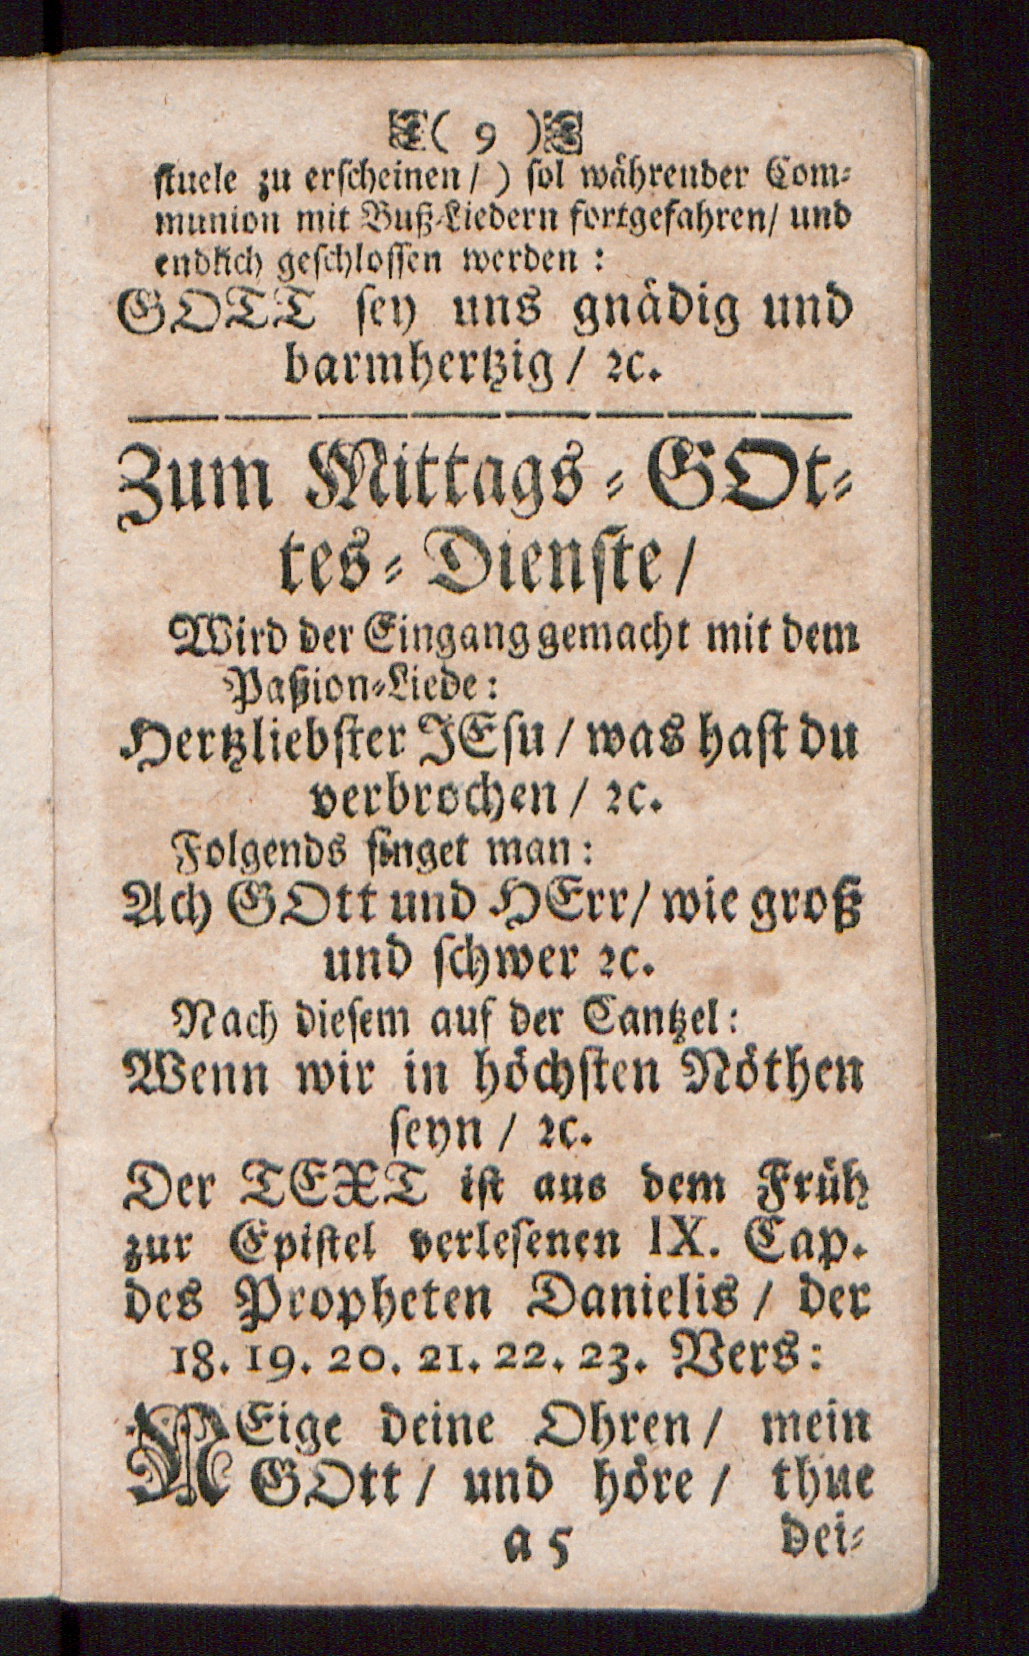 ( 9 )
stuele zu erscheinen / ) sol währender Com-
munion mit Buß-Liedern fortgefahren / und
endlich geschlossen werden :
GOTT sey uns gnädig und
barmhertzig / ꝛc.
Zum Mittags-GOt-
tes-Dienste /
Wird der Eingang gemacht mit dem
Paßion-Liede :
Hertzliebster JEsu / was hast du
verbrochen / ꝛc.
Folgends singet man :
Ach GOtt und HErr / wie groß
und schwer ꝛc.
Nach diesem auf der Cantzel :
Wenn wir in höchsten Nöthen
seyn / ꝛc.
Der TEXT ist aus dem Früh
zur Epistel verlesenen IX. Cap.
des Propheten Danielis / der
18. 19. 20. 21. 22. 23. Vers :
NEige deine Ohren / mein
GOtt / und höre / thue
a 5 dei-